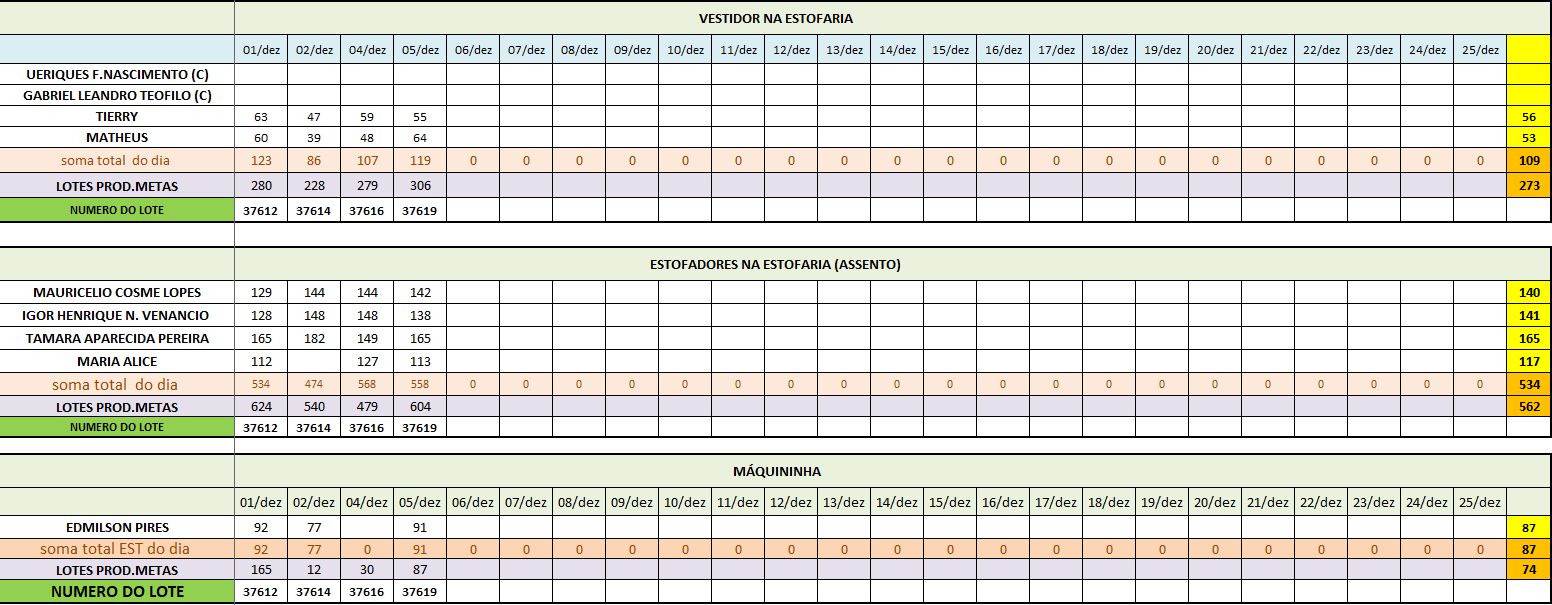 VESTIDOR NA ESTOFARIA
01/dez 02/dez 04/dez 05/dez 06/dez 07/dez 08/dez 09/dez 10/dez 11/dez 12/dez 13/dez 14/dez 15/dez 16/dez 17/dez 18/dez 19/dez 20/dez 21/dez 22/dez 23/dez 24/dez 25/dez
UERIQUES F.NASCIMENTO (C)
GABRIEL LEANDRO TEOFILO (C)
TIERRY 63 47 59 55 56
MATHEUS 60 39 48 64 53
soma total do dia 123 86 107 119 0 0 0 0 0 0 0 0 0 0 0 0 0 0 0 0 0 0 0 0 109
LOTES PROD.METAS 280 228 279 306 273
NUMERO DO LOTE 37612 37614 37616 37619
ESTOFADORES NA ESTOFARIA (ASSENTO)
MAURICELIO COSME LOPES 129 144 144 142 140
IGOR HENRIQUE N. VENANCIO 128 148 148 138 141
TAMARA APARECIDA PEREIRA 165 182 149 165 165
MARIA ALICE 112 127 113 117
soma total do dia 534 474 568 558 0 0 0 0 0 0 0 0 0 0 0 0 0 0 0 0 0 0 0 0 534
LOTES PROD.METAS 624 540 479 604 562
NUMERO DO LOTE 37612 37614 37616 37619
MÁQUININHA
01/dez 02/dez 04/dez 05/dez 06/dez 07/dez 08/dez 09/dez 10/dez 11/dez 12/dez 13/dez 14/dez 15/dez 16/dez 17/dez 18/dez 19/dez 20/dez 21/dez 22/dez 23/dez 24/dez 25/dez
EDMILSON PIRES 92 77 91 87
soma total EST do dia 92 77 0 91 0 0 0 0 0 0 0 0 0 0 0 0 0 0 0 0 0 0 0 0 87
LOTES PROD.METAS 165 12 30 87 74
NUMERO DO LOTE 37612 37614 37616 37619